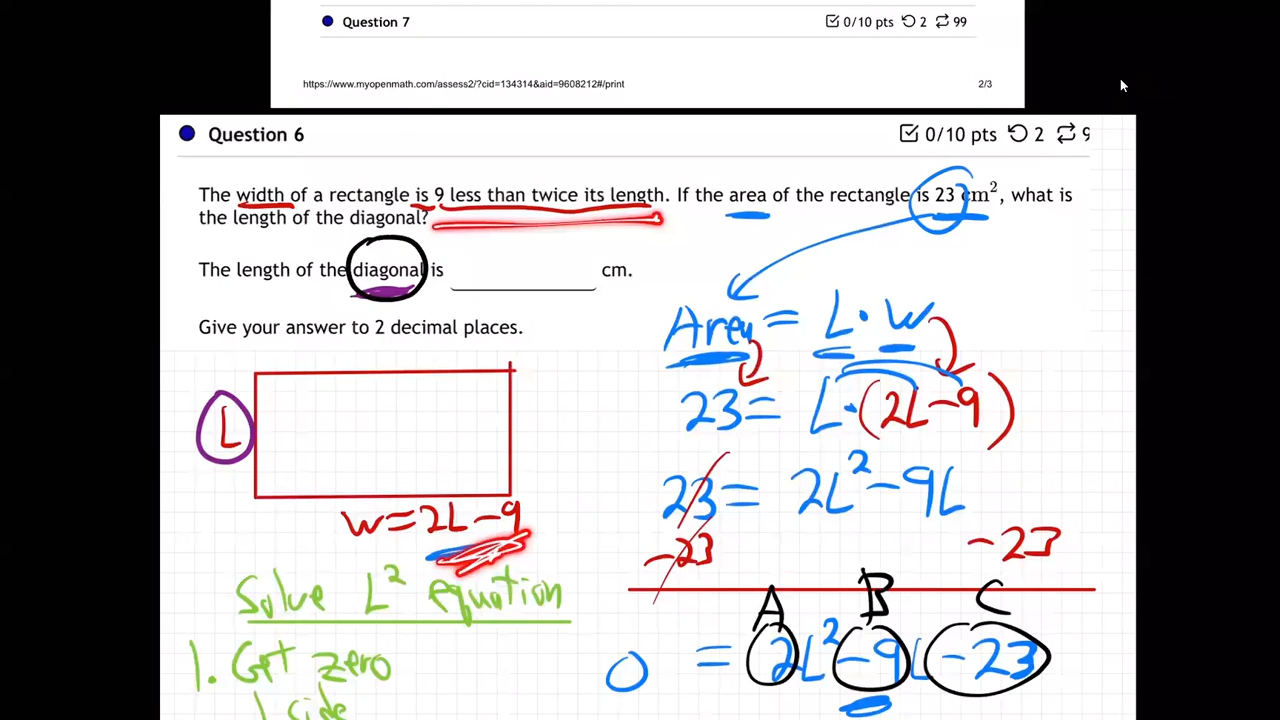 Question 7
0/10 pts 2 99
https://www.myopenmath.com/assess2/?cid=134314&aid=9608212#/print
2/3
Question 6
0/10 pts 2 9
The width of a rectangle is 9 less than twice its length. If the area of the rectangle is 23 cm², what is
the length of the diagonal?
The length of the diagonal is ____________ cm.
Give your answer to 2 decimal places.
L
w=2L-9
Solve L² equation
1. Get zero
1 side
Area = L·W
23 = L·(2L-9)
23 = 2L²-9L
-23 -23
A B C
0 = 2L²-9L-23